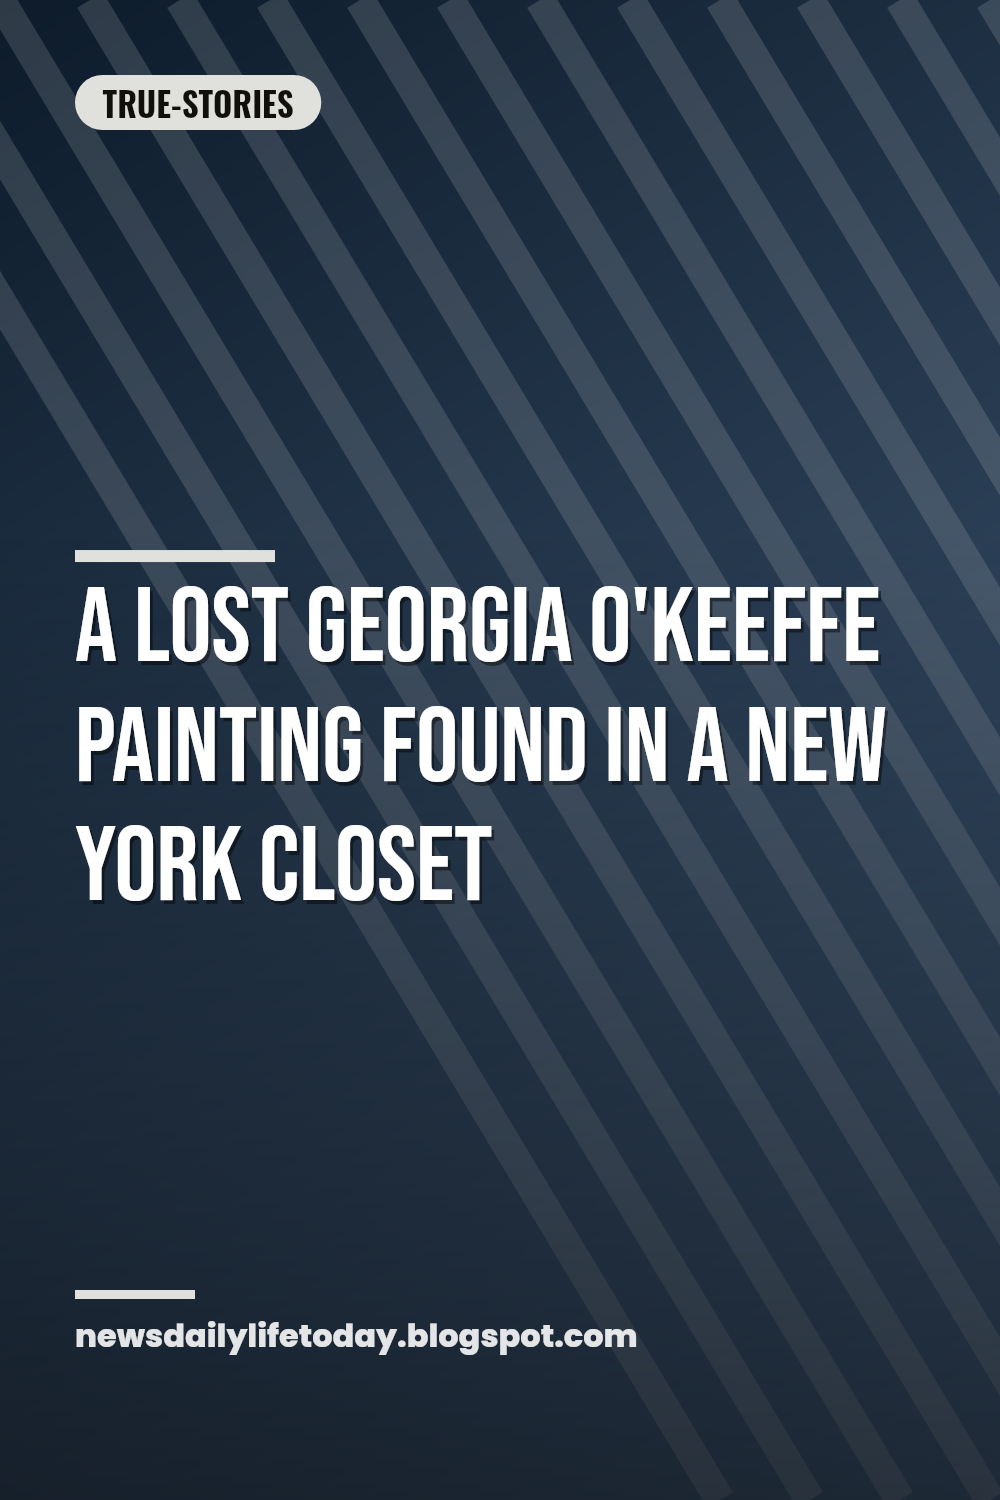 TRUE-STORIES
A LOST GEORGIA O'KEEFFE
PAINTING FOUND IN A NEW
YORK CLOSET
newsdailylifetoday.blogspot.com